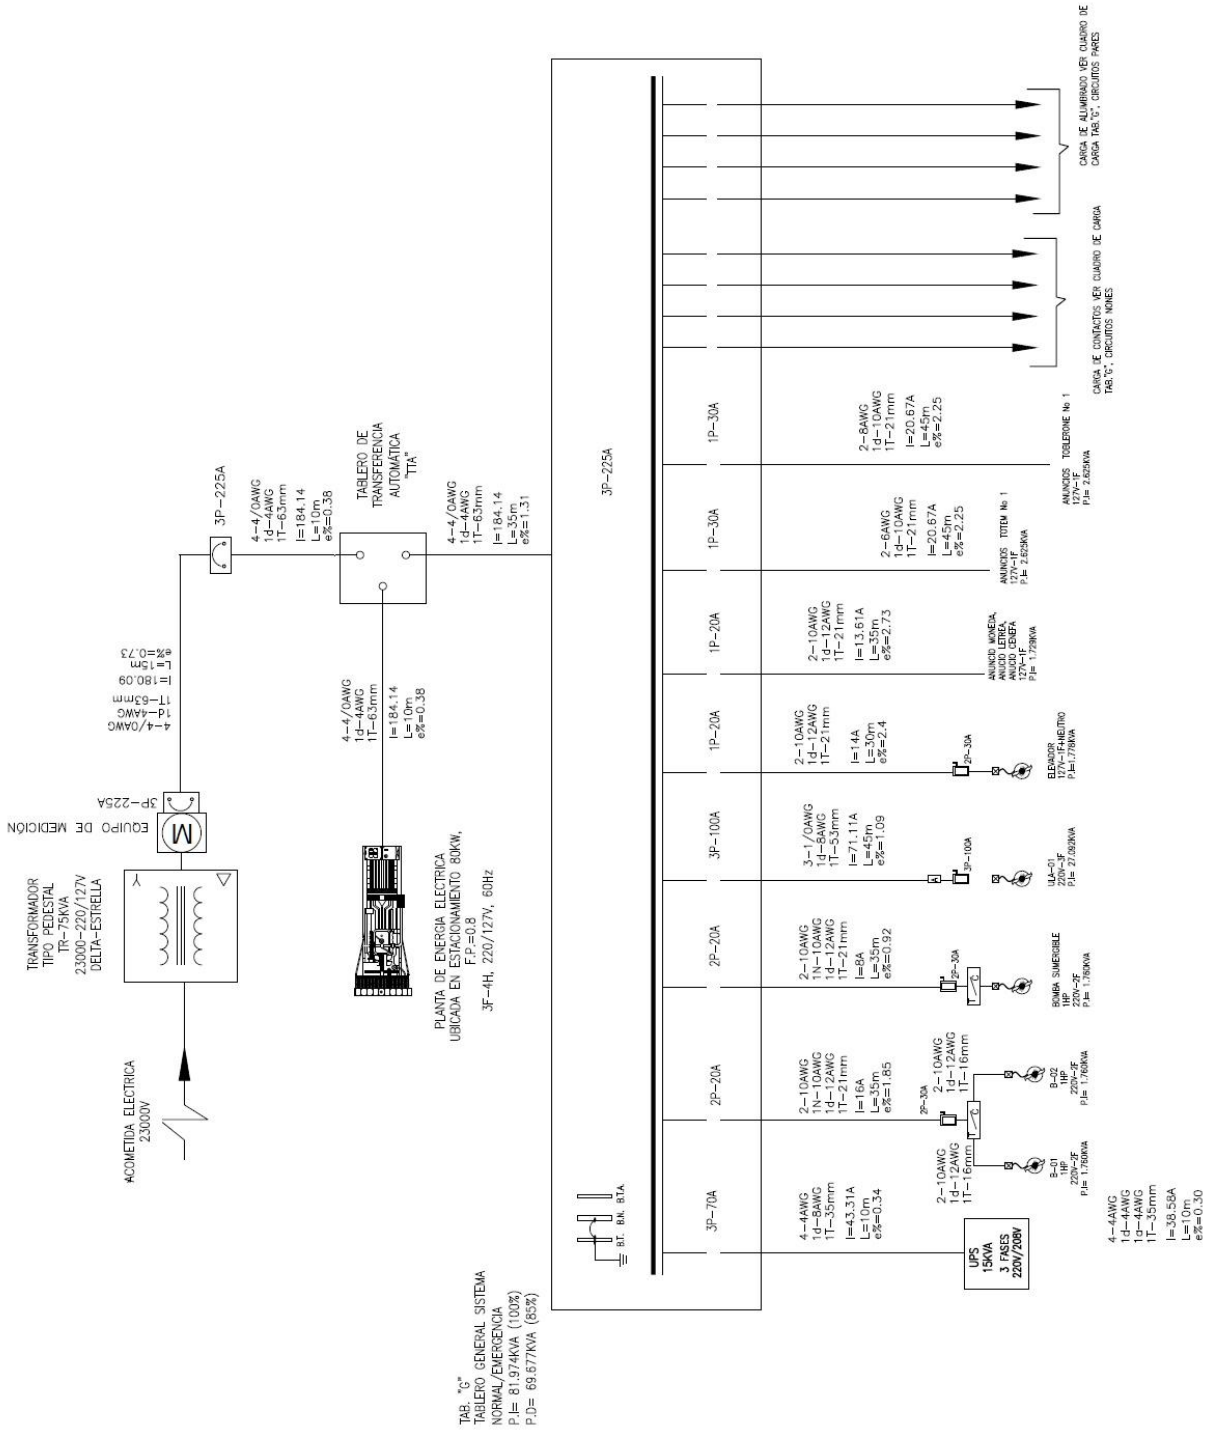 ACOMETIDA ELECTRICA
23000V
TRANSFORMADOR
TIPO PEDESTAL
TR-75KVA
23000-220/127V
DELTA-ESTRELLA
EQUIPO DE MEDICIÓN
M
3P-225A
4-4/0AWG
1d-4AWG
1T-63mm
I=180.09
L=15m
e%=0.73
3P-225A
4-4/0AWG
1d-4AWG
1T-63mm
I=184.14
L=10m
e%=0.38
TABLERO DE
TRANSFERENCIA
AUTOMÁTICA
"TTA"
4-4/0AWG
1d-4AWG
1T-63mm
I=184.14
L=35m
e%=1.31
4-4/0AWG
1d-4AWG
1T-63mm
I=184.14
L=10m
e%=0.38
PLANTA DE ENERGIA ELECTRICA
UBICADA EN ESTACIONAMIENTO 80KW,
F.P.=0.8
3F-4H, 220/127V, 60Hz
TAB. "G"
TABLERO GENERAL SISTEMA
NORMAL/EMERGENCIA
P.I= 81.974KVA (100%)
P.D= 69.677KVA (85%)
B.T.
B.N.
B.T.A.
3P-225A
3P-70A
4-4AWG
1d-8AWG
1T-35mm
I=43.31A
L=10m
e%=0.34
UPS
15KVA
3 FASES
220V/208V
4-4AWG
1d-4AWG
1d-4AWG
1T-35mm
I=38.58A
L=10m
e%=0.30
2P-20A
2-10AWG
1N-10AWG
1d-12AWG
1T-21mm
I=16A
L=35m
e%=1.85
2P-30A
2-10AWG
1d-12AWG
1T-16mm
2-10AWG
1d-12AWG
1T-16mm
B-01
1HP
220V-2F
P.I= 1.760KVA
B-02
1HP
220V-2F
P.I= 1.760KVA
2P-20A
2-10AWG
1N-10AWG
1d-12AWG
1T-21mm
I=8A
L=35m
e%=0.92
2P-30A
BOMBA SUMERCIBLE
1HP
220V-2F
P.I= 1.760KVA
3P-100A
3-1/0AWG
1d-8AWG
1T-53mm
I=71.11A
L=45m
e%=1.09
3P-100A
ULA-01
220V-3F
P.I= 27.092KVA
1P-20A
2-10AWG
1d-12AWG
1T-21mm
I=14A
L=30m
e%=2.4
2P-30A
ELEVADOR
127V-1F+NEUTRO
P.I=1.778KVA
1P-20A
2-10AWG
1d-12AWG
1T-21mm
I=13.61A
L=35m
e%=2.73
ANUNCIO MONEDA,
ANUCIO LETREA,
ANUCIO CENEFA
127V-1F
P.I= 1.729KVA
1P-30A
2-6AWG
1d-10AWG
1T-21mm
I=20.67A
L=45m
e%=2.25
ANUNCIOS TOTEM No 1
127V-1F
P.I= 2.625KVA
1P-30A
2-8AWG
1d-10AWG
1T-21mm
I=20.67A
L=45m
e%=2.25
ANUNCIOS TOBLERONE No 1
127V-1F
P.I= 2.625KVA
CARGA DE CONTACTOS VER CUADRO DE CARGA
TAB."G", CIRCUITOS NONES
CARGA DE ALUMBRADO VER CUADRO DE
CARGA TAB."G", CIRCUITOS PARES